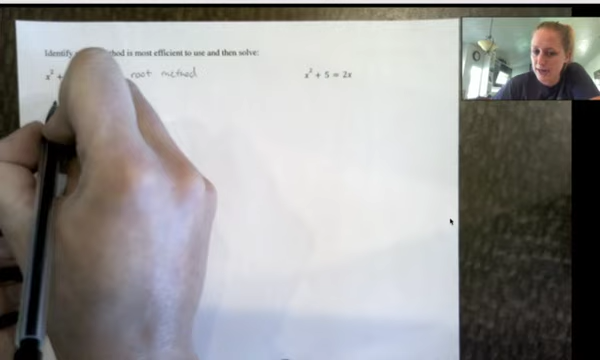 Identify method is most efficient to use and then solve:
x² + root method
x² + 5 = 2x